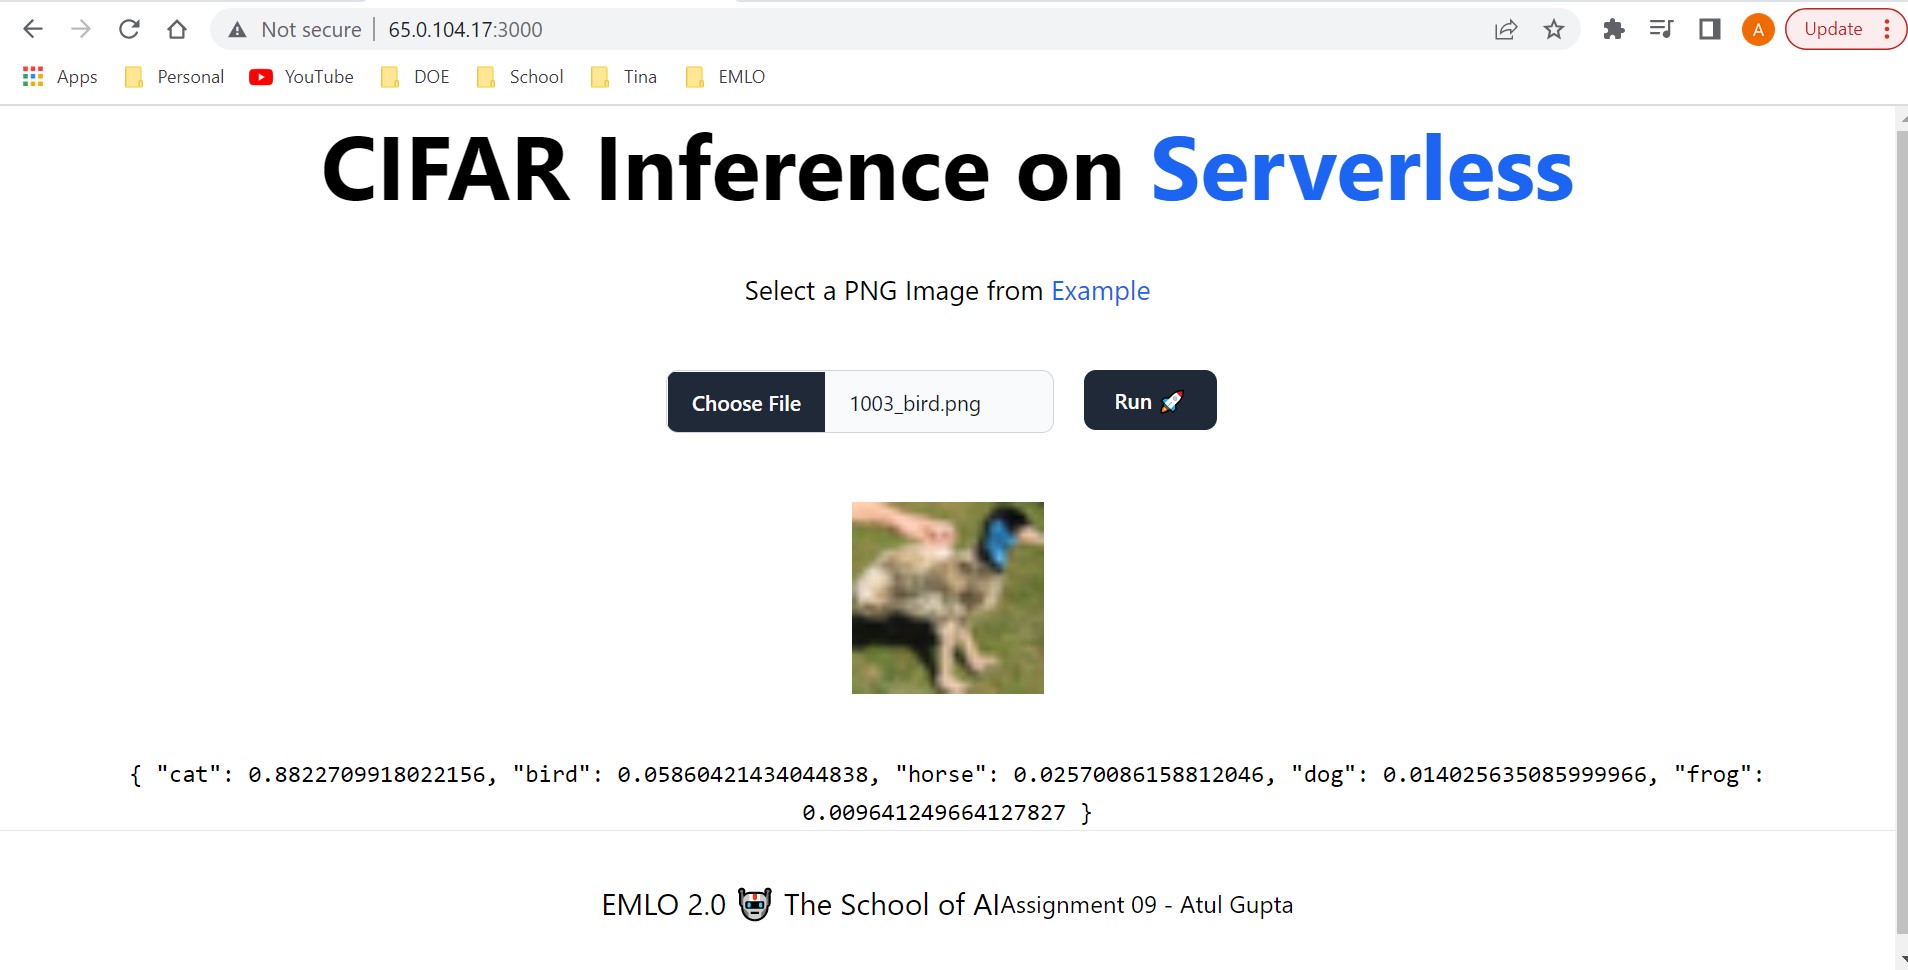 Not secure | 65.0.104.17:3000
A
Update
Apps Personal YouTube DOE School Tina EMLO
CIFAR Inference on Serverless
Select a PNG Image from Example
Choose File 1003_bird.png Run 🚀
{ "cat": 0.8822709918022156, "bird": 0.05860421434044838, "horse": 0.02570086158812046, "dog": 0.014025635085999966, "frog":
0.009641249664127827 }
EMLO 2.0 🤖 The School of AIAssignment 09 - Atul Gupta